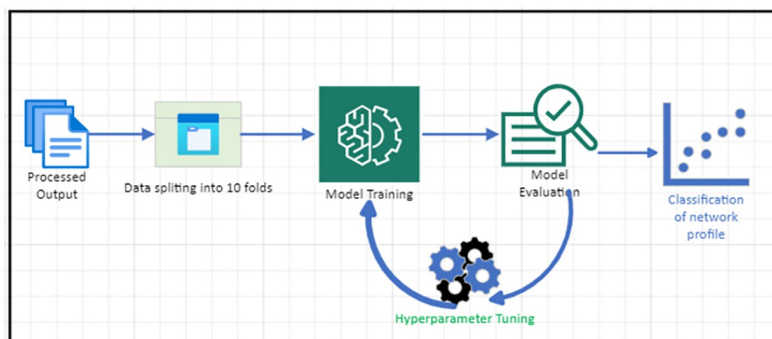 Processed
Output
Data spliting into 10 folds
Model Training
Model
Evaluation
Classification
of network
profile
Hyperparameter Tuning